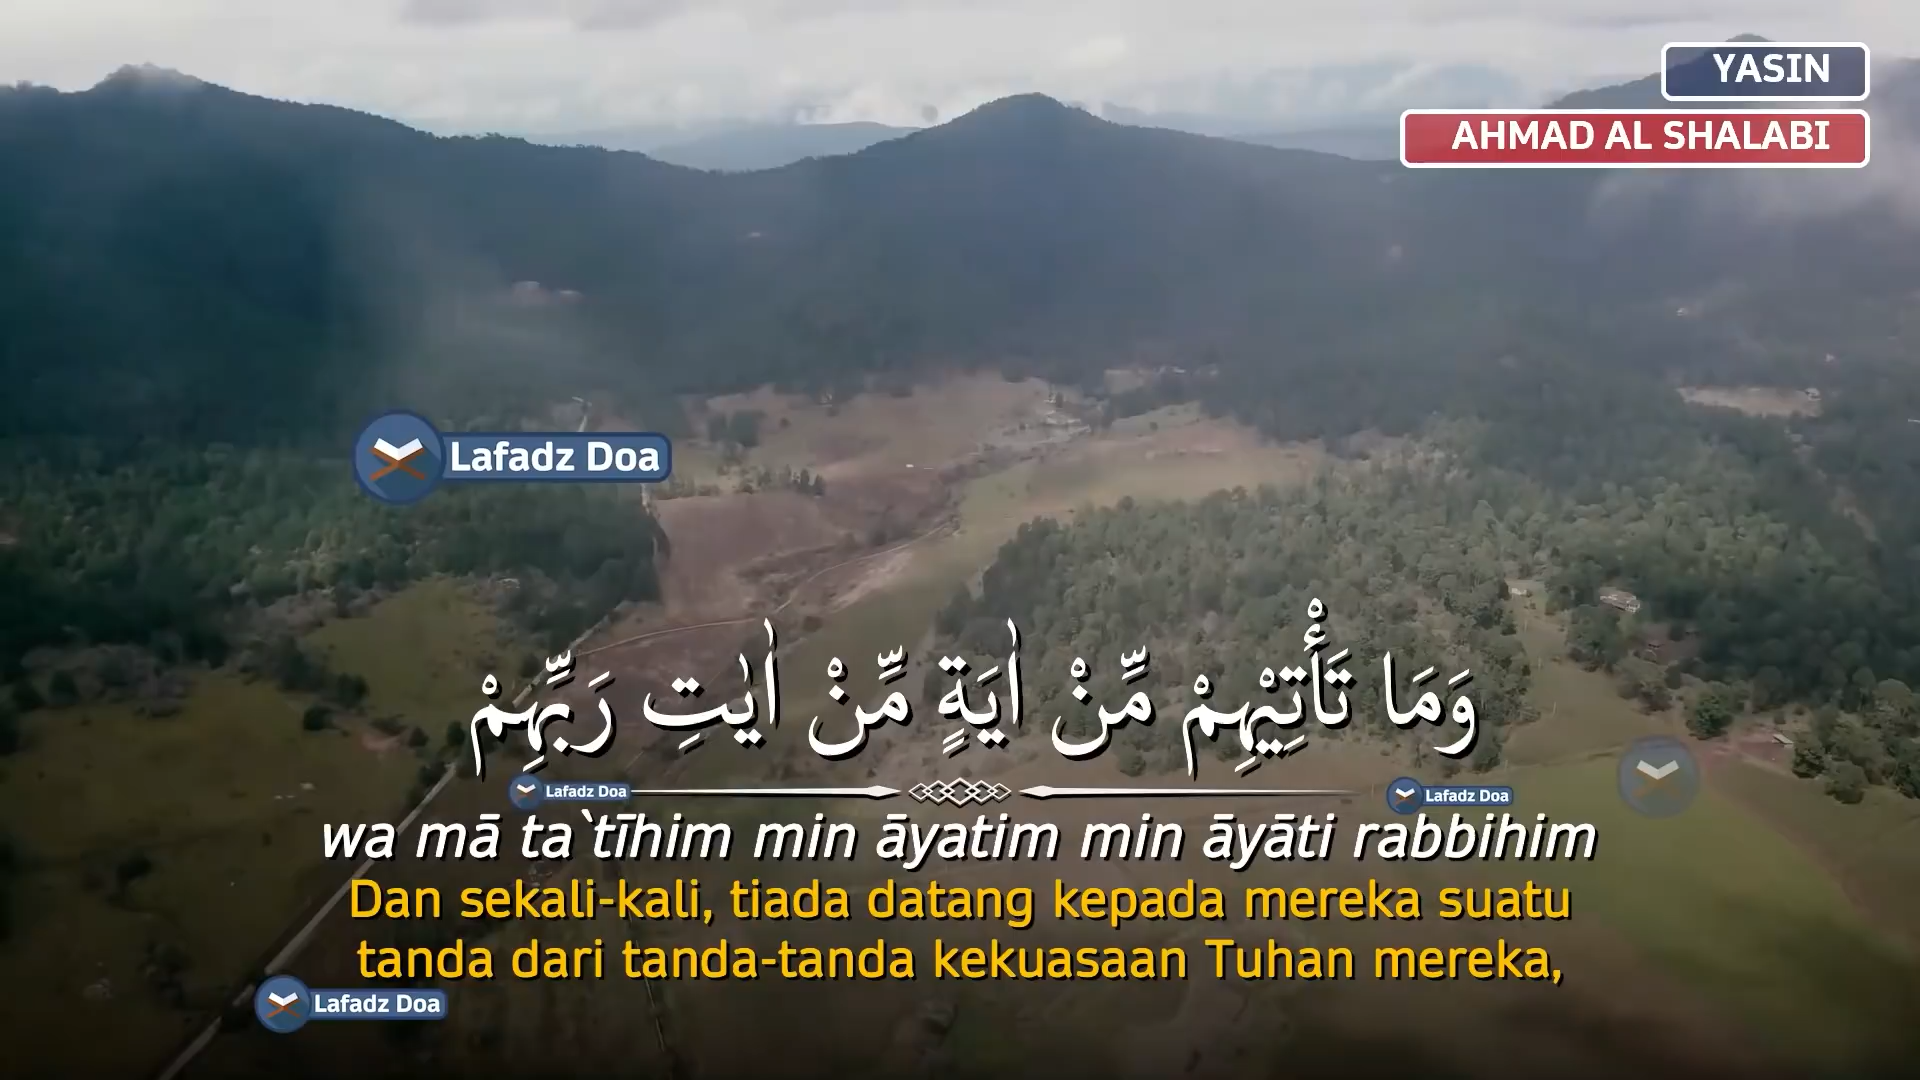 YASIN
AHMAD AL SHALABI
Lafadz Doa
وَمَا تَأْتِيْهِمْ مِّنْ اٰيَةٍ مِّنْ اٰيٰتِ رَبِّهِمْ
Lafadz Doa
Lafadz Doa
wa mā ta`tīhim min āyatim min āyāti rabbihim
Dan sekali-kali, tiada datang kepada mereka suatu
tanda dari tanda-tanda kekuasaan Tuhan mereka,
Lafadz Doa